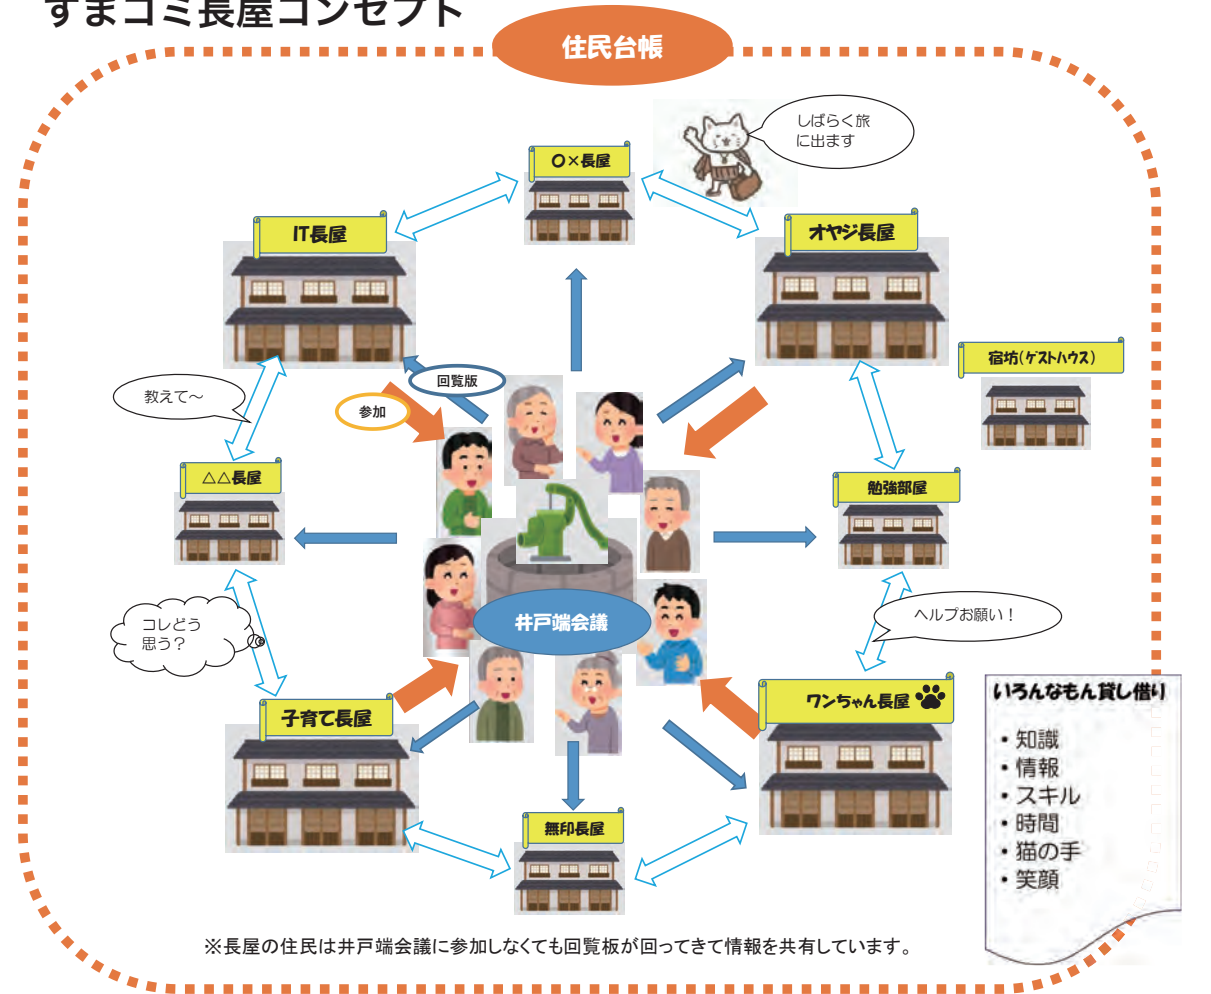 すまコミ長屋コンセプト
住民台帳
しばらく旅
に出ます
〇×長屋
IT長屋
オヤジ長屋
宿坊(ゲストハウス)
回覧版
教えて～
参加
△△長屋
勉強部屋
コレどう
思う？
井戸端会議
ヘルプお願い！
子育て長屋
ワンちゃん長屋
いろんなもん貸し借り
・知識
・情報
・スキル
・時間
・猫の手
・笑顔
無印長屋
※長屋の住民は井戸端会議に参加しなくても回覧板が回ってきて情報を共有しています。